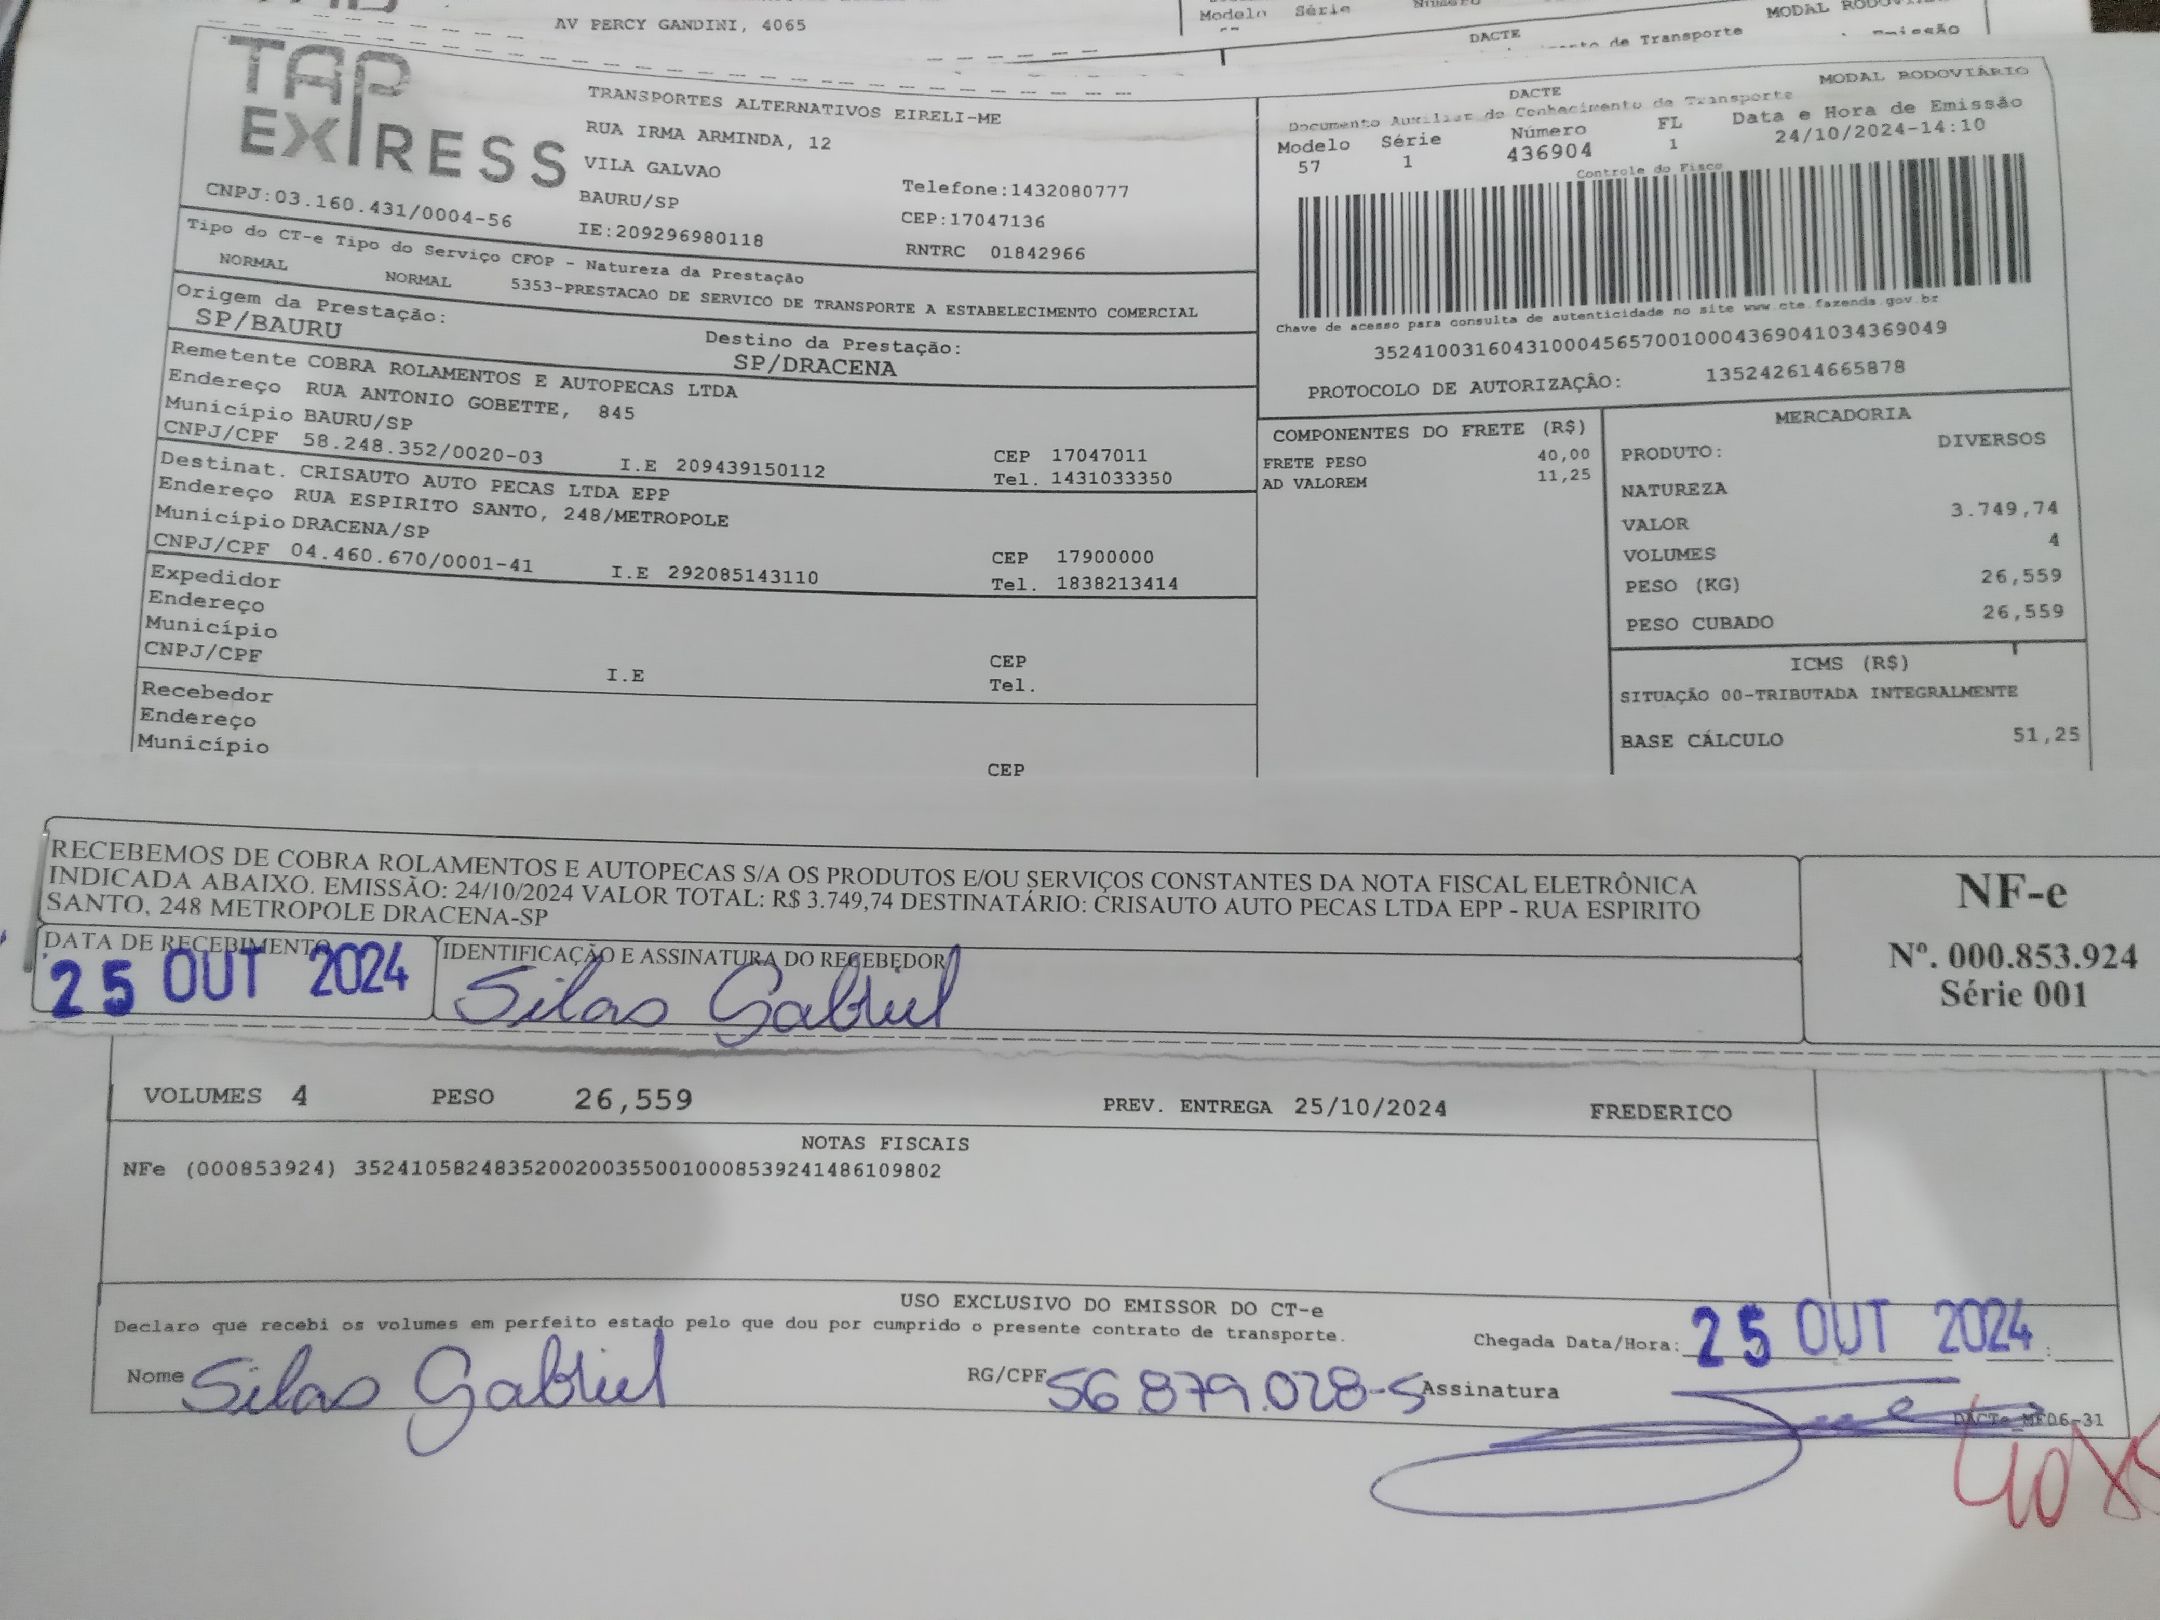 AV PERCY GANDINI, 4065
Modelo Série
DACTE
de Transporte
TAP
EXPRESS
CNPJ:03.160.431/0004-56
TRANSPORTES ALTERNATIVOS EIRELI-ME
RUA IRMA ARMINDA, 12
VILA GALVAO
BAURU/SP
IE:209296980118
Telefone:1432080777
CEP:17047136
RNTRC 01842966
DACTE MODAL RODOVIÁRIO
Documento Auxiliar do Conhecimento de Transporte
Modelo Série Número FL Data e Hora de Emissão
57 1 436904 1 24/10/2024-14:10
Controle do Fisco
Chave de acesso para consulta de autenticidade no site www.cte.fazenda.gov.br
35241003160431000456570010004369041034369049
PROTOCOLO DE AUTORIZAÇÂO: 135242614665878
Tipo do CT-e Tipo do Serviço CFOP - Natureza da Prestação
NORMAL NORMAL 5353-PRESTACAO DE SERVICO DE TRANSPORTE A ESTABELECIMENTO COMERCIAL
Origem da Prestação: Destino da Prestação:
SP/BAURU SP/DRACENA
Remetente COBRA ROLAMENTOS E AUTOPECAS LTDA
Endereço RUA ANTONIO GOBETTE, 845
Município BAURU/SP CEP 17047011
CNPJ/CPF 58.248.352/0020-03 I.E 209439150112 Tel. 1431033350
Destinat. CRISAUTO AUTO PECAS LTDA EPP
Endereço RUA ESPIRITO SANTO, 248/METROPOLE
Município DRACENA/SP CEP 17900000
CNPJ/CPF 04.460.670/0001-41 I.E 292085143110 Tel. 1838213414
Expedidor
Endereço
Município CEP
CNPJ/CPF I.E Tel.
Recebedor
Endereço
Município CEP
COMPONENTES DO FRETE (R$)
FRETE PESO 40,00
AD VALOREM 11,25
MERCADORIA
PRODUTO: DIVERSOS
NATUREZA
VALOR 3.749,74
VOLUMES 4
PESO (KG) 26,559
PESO CUBADO 26,559
ICMS (R$)
SITUAÇÃO 00-TRIBUTADA INTEGRALMENTE
BASE CÁLCULO 51,25
RECEBEMOS DE COBRA ROLAMENTOS E AUTOPECAS S/A OS PRODUTOS E/OU SERVIÇOS CONSTANTES DA NOTA FISCAL ELETRÔNICA
INDICADA ABAIXO. EMISSÃO: 24/10/2024 VALOR TOTAL: R$ 3.749,74 DESTINATÁRIO: CRISAUTO AUTO PECAS LTDA EPP - RUA ESPIRITO
SANTO, 248 METROPOLE DRACENA-SP
DATA DE RECEBIMENTO IDENTIFICAÇÃO E ASSINATURA DO RECEBEDOR
25 OUT 2024 Silas Gabriel
NF-e
Nº. 000.853.924
Série 001
VOLUMES 4 PESO 26,559 PREV. ENTREGA 25/10/2024 FREDERICO
NOTAS FISCAIS
NFe (000853924) 35241058248352002003550010008539241486109802
USO EXCLUSIVO DO EMISSOR DO CT-e
Declaro que recebi os volumes em perfeito estado pelo que dou por cumprido o presente contrato de transporte.
Chegada Data/Hora: 25 OUT 2024 :
Nome Silas Gabriel RG/CPF 56.879.028-5 Assinatura
DACTe_MF06-31